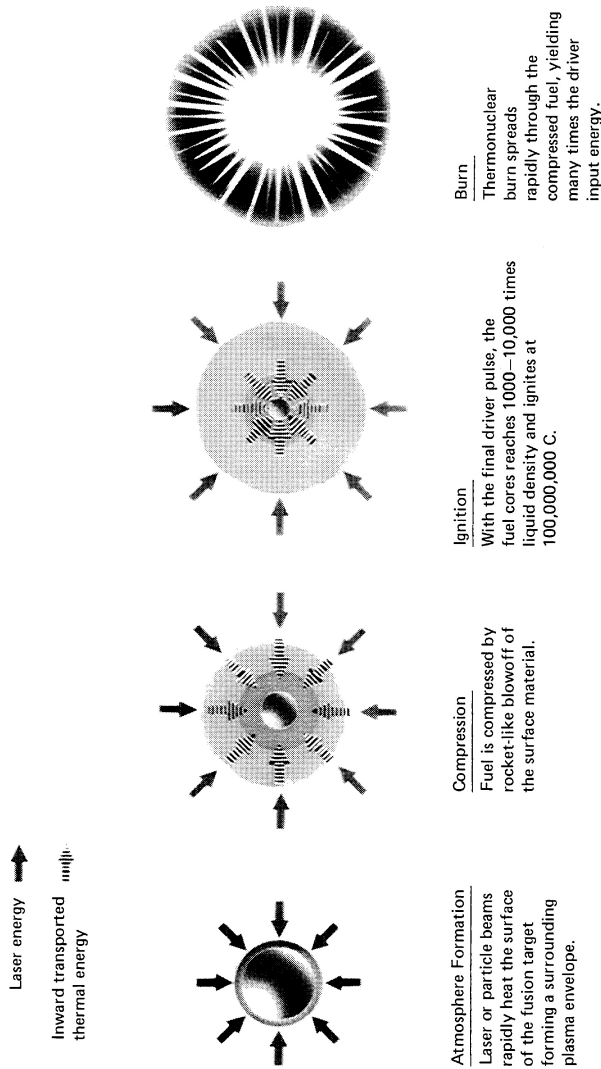 Laser energy
Inward transported
thermal energy
Atmosphere Formation
Laser or particle beams
rapidly heat the surface
of the fusion target
forming a surrounding
plasma envelope.
Compression
Fuel is compressed by
rocket-like blowoff of
the surface material.
Ignition
With the final driver pulse, the
fuel cores reaches 1000–10,000 times
liquid density and ignites at
100,000,000 C.
Burn
Thermonuclear
burn spreads
rapidly through the
compressed fuel, yielding
many times the driver
input energy.